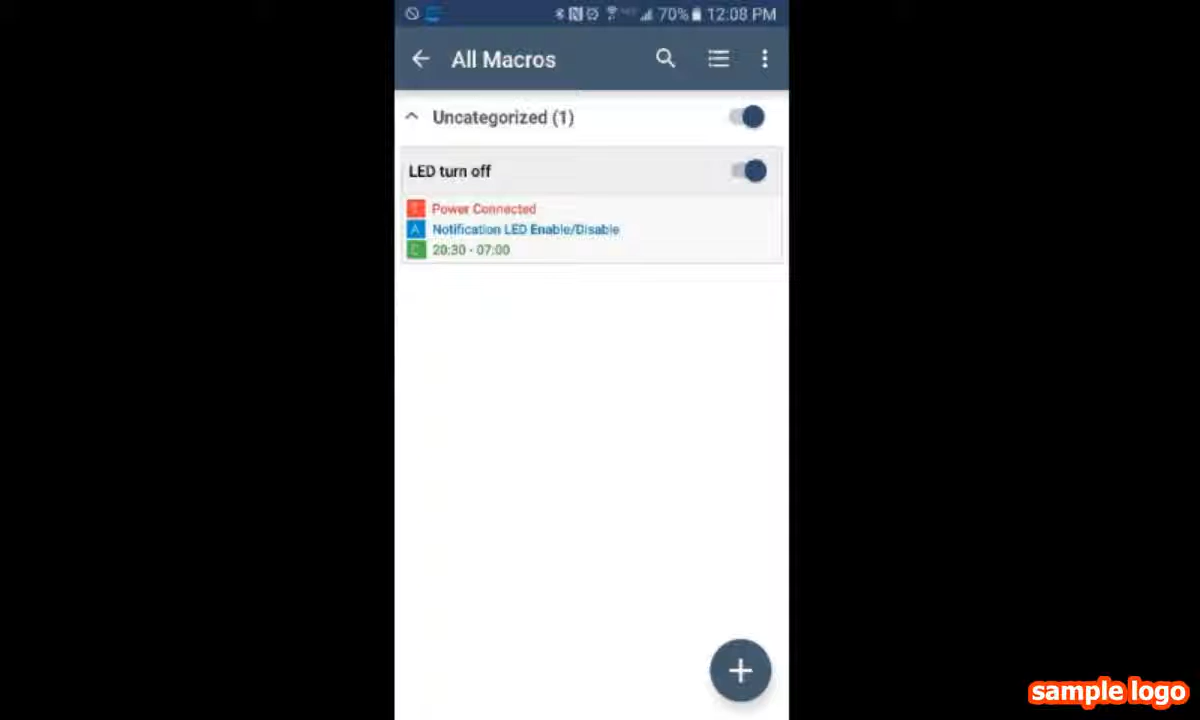 70% 12:08 PM
All Macros
Uncategorized (1)
LED turn off
Power Connected
A Notification LED Enable/Disable
C 20:30 - 07:00
+
sample logo